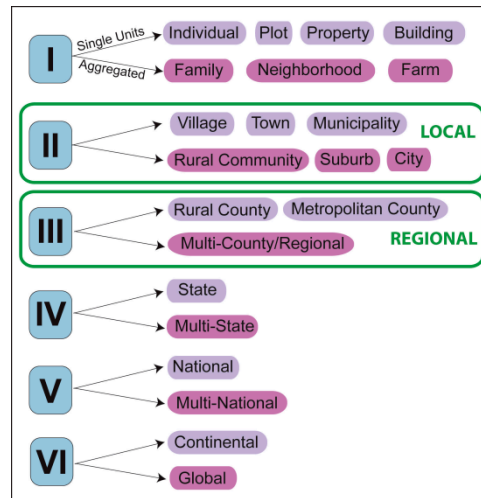 I
Single Units
Individual Plot Property Building
Aggregated
Family Neighborhood Farm
II
Village Town Municipality
LOCAL
Rural Community Suburb City
III
Rural County Metropolitan County
Multi-County/Regional
REGIONAL
IV
State
Multi-State
V
National
Multi-National
VI
Continental
Global